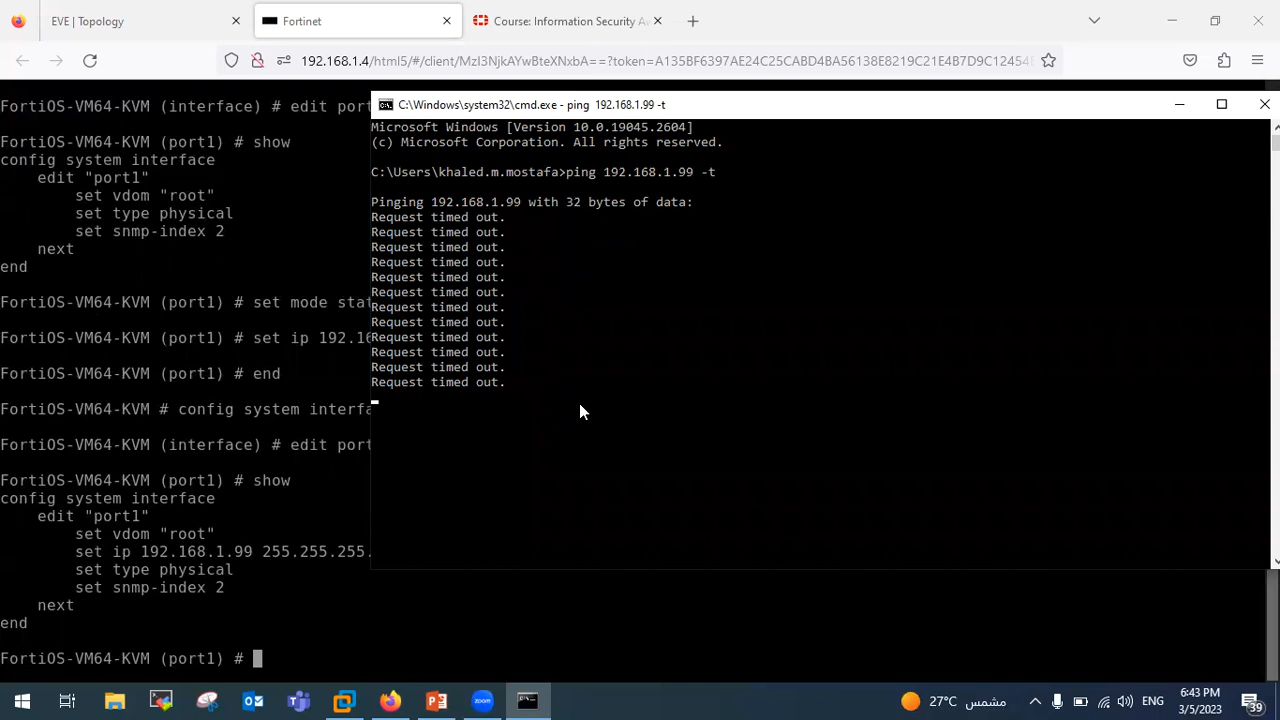 EVE | Topology
Fortinet
Course: Information Security As
192.168.1.4/html5/#/client/MzI3NjkAYwBteXNxbA==?token=A135BF6397AE24C25CABD4BA56138E8219C21E4B7D9C12454
FortiOS-VM64-KVM (interface) # edit port
FortiOS-VM64-KVM (port1) # show
config system interface
edit "port1"
set vdom "root"
set type physical
set snmp-index 2
next
end
FortiOS-VM64-KVM (port1) # set mode stat
FortiOS-VM64-KVM (port1) # set ip 192.16
FortiOS-VM64-KVM (port1) # end
FortiOS-VM64-KVM # config system interfa
FortiOS-VM64-KVM (interface) # edit port
FortiOS-VM64-KVM (port1) # show
config system interface
edit "port1"
set vdom "root"
set ip 192.168.1.99 255.255.255.
set type physical
set snmp-index 2
next
end
FortiOS-VM64-KVM (port1) #
C:\Windows\system32\cmd.exe - ping 192.168.1.99 -t
Microsoft Windows [Version 10.0.19045.2604]
(c) Microsoft Corporation. All rights reserved.
C:\Users\khaled.m.mostafa>ping 192.168.1.99 -t
Pinging 192.168.1.99 with 32 bytes of data:
Request timed out.
Request timed out.
Request timed out.
Request timed out.
Request timed out.
Request timed out.
Request timed out.
Request timed out.
Request timed out.
Request timed out.
Request timed out.
Request timed out.
27°C مشمس
ENG
6:43 PM
3/5/2023
39